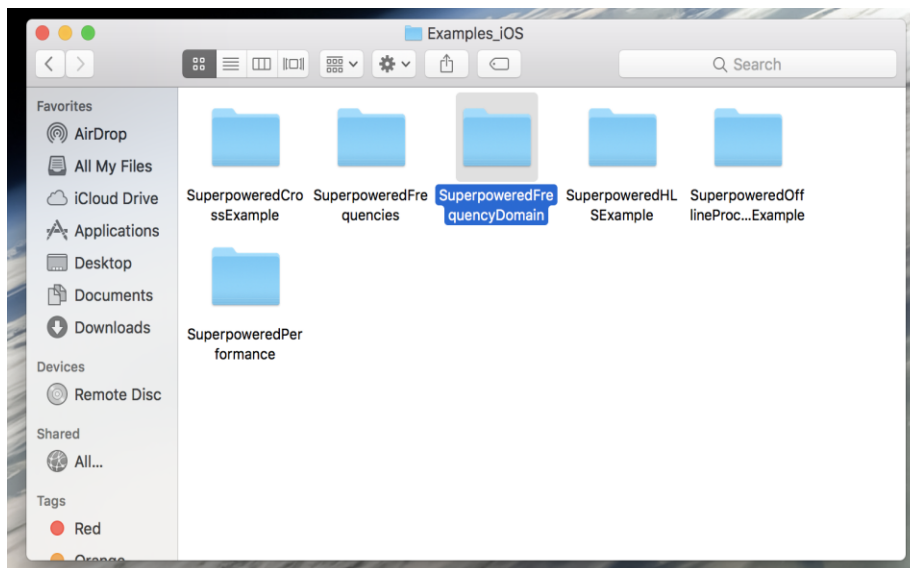 Examples_iOS
Search
Favorites
AirDrop
All My Files
iCloud Drive
Applications
Desktop
Documents
Downloads
Devices
Remote Disc
Shared
All...
Tags
Red
Orange
SuperpoweredCro
ssExample
SuperpoweredFre
quencies
SuperpoweredFre
quencyDomain
SuperpoweredHL
SExample
SuperpoweredOff
lineProc...Example
SuperpoweredPer
formance